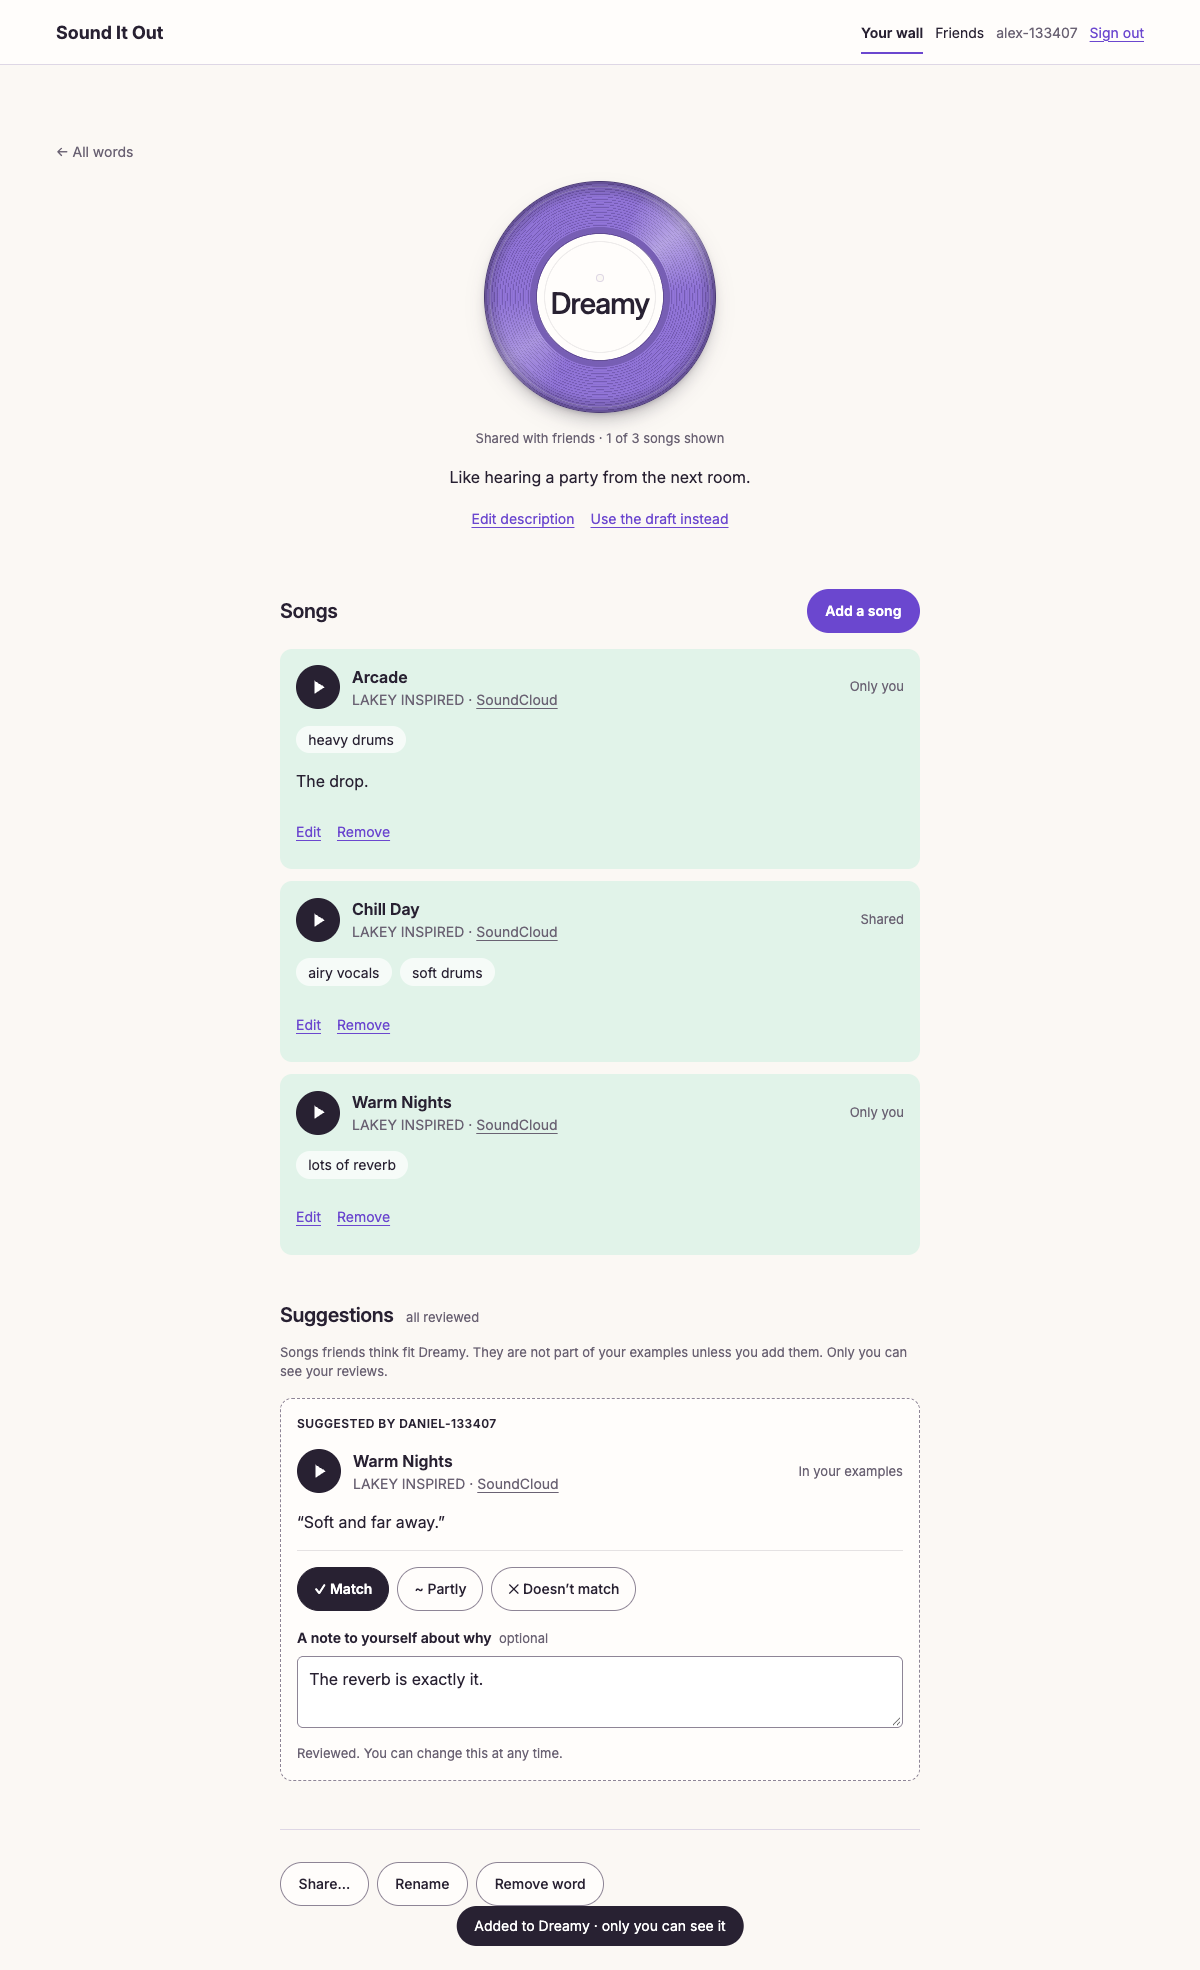 Sound It Out
Your wall Friends alex-133407 Sign out
← All words
Dreamy
Shared with friends · 1 of 3 songs shown
Like hearing a party from the next room.
Edit description Use the draft instead
Songs
Add a song
Arcade
LAKEY INSPIRED · SoundCloud
Only you
heavy drums
The drop.
Edit Remove
Chill Day
LAKEY INSPIRED · SoundCloud
Shared
airy vocals soft drums
Edit Remove
Warm Nights
LAKEY INSPIRED · SoundCloud
Only you
lots of reverb
Edit Remove
Suggestions all reviewed
Songs friends think fit Dreamy. They are not part of your examples unless you add them. Only you can
see your reviews.
SUGGESTED BY DANIEL-133407
Warm Nights
LAKEY INSPIRED · SoundCloud
In your examples
“Soft and far away.”
✓ Match ~ Partly ✕ Doesn’t match
A note to yourself about why optional
The reverb is exactly it.
Reviewed. You can change this at any time.
Share... Rename Remove word
Added to Dreamy · only you can see it